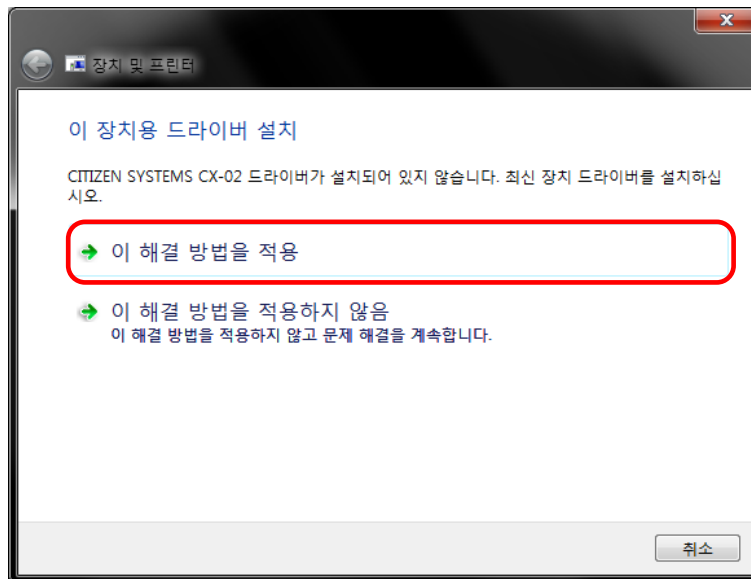 장치 및 프린터
이 장치용 드라이버 설치
CITIZEN SYSTEMS CX-02 드라이버가 설치되어 있지 않습니다. 최신 장치 드라이버를 설치하십
시오.
이 해결 방법을 적용
이 해결 방법을 적용하지 않음
이 해결 방법을 적용하지 않고 문제 해결을 계속합니다.
취소